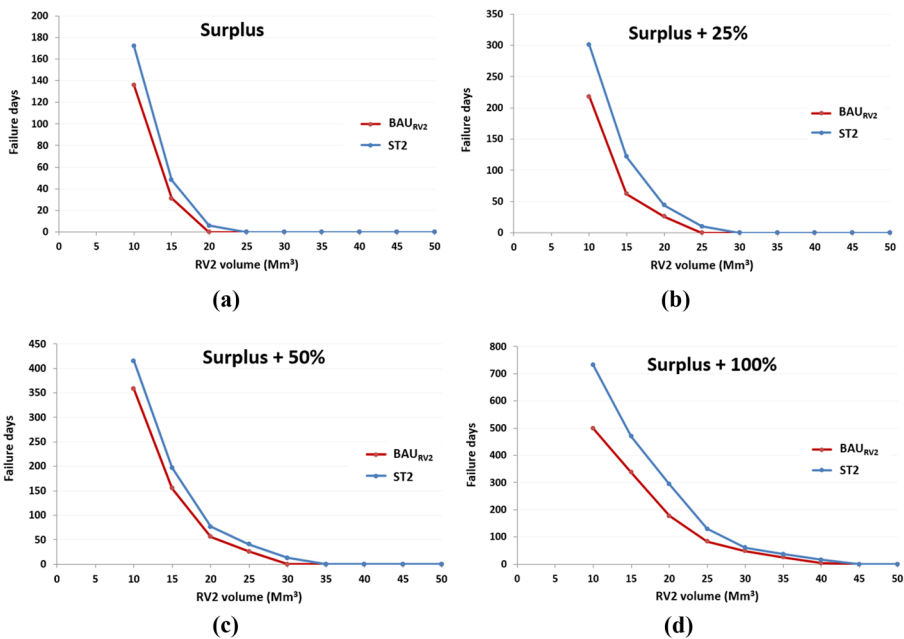 Surplus
Failure days
200
180
160
140
120
100
80
60
40
20
0
BAU_RV2
ST2
0 5 10 15 20 25 30 35 40 45 50
RV2 volume (Mm³)
(a)
Surplus + 25%
Failure days
350
300
250
200
150
100
50
0
BAU_RV2
ST2
0 5 10 15 20 25 30 35 40 45 50
RV2 volume (Mm³)
(b)
Surplus + 50%
Failure days
450
400
350
300
250
200
150
100
50
0
BAU_RV2
ST2
0 5 10 15 20 25 30 35 40 45 50
RV2 volume (Mm³)
(c)
Surplus + 100%
Failure days
800
700
600
500
400
300
200
100
0
BAU_RV2
ST2
0 5 10 15 20 25 30 35 40 45 50
RV2 volume (Mm³)
(d)